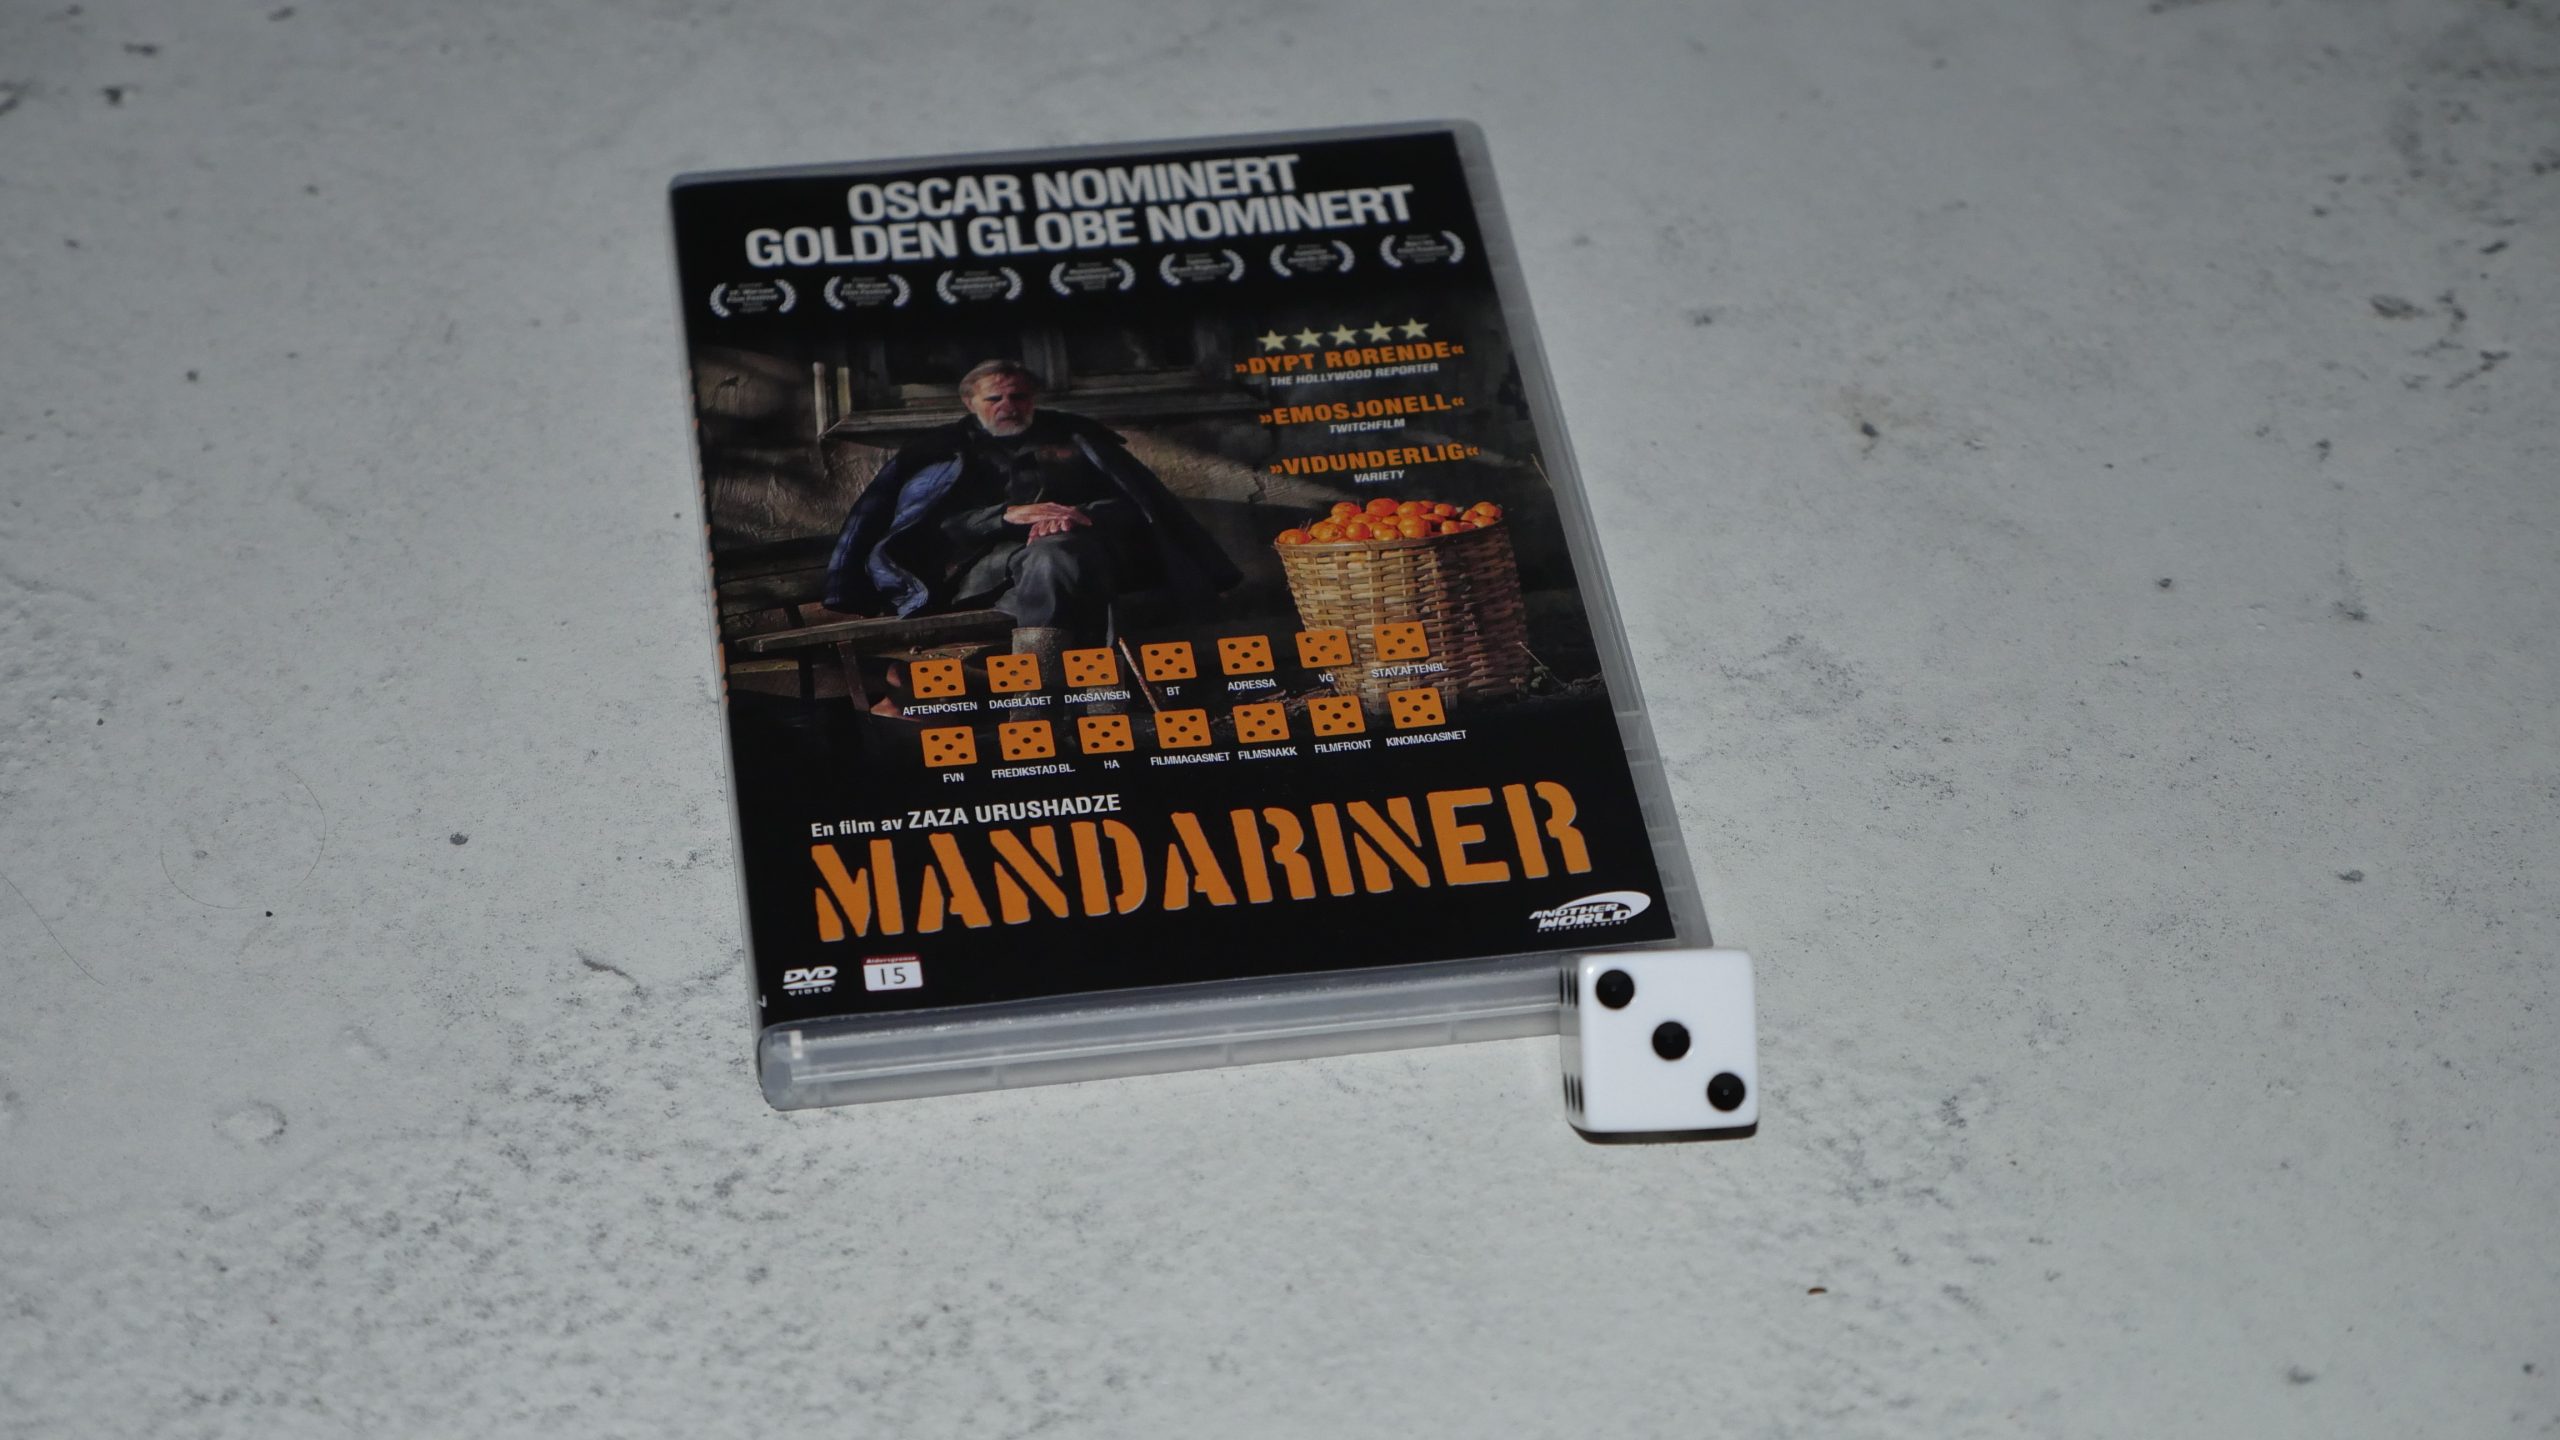 OSCAR NOMINERT
GOLDEN GLOBE NOMINERT
»DYPT RØRENDE«
THE HOLLYWOOD REPORTER
»EMOSJONELL«
TWITCHFILM
»VIDUNDERLIG«
VARIETY
AFTENPOSTEN DAGBLADET DAGSAVISEN BT ADRESSA VG STAV.AFTENBL.
FVN FREDIKSTAD BL. HA FILMMAGASINET FILMSNAKK FILMFRONT KINOMAGASINET
En film av ZAZA URUSHADZE
MANDARINER
ANOTHER
WORLD
ENTERTAINMENT
DVD
VIDEO
Aldersgrense
15